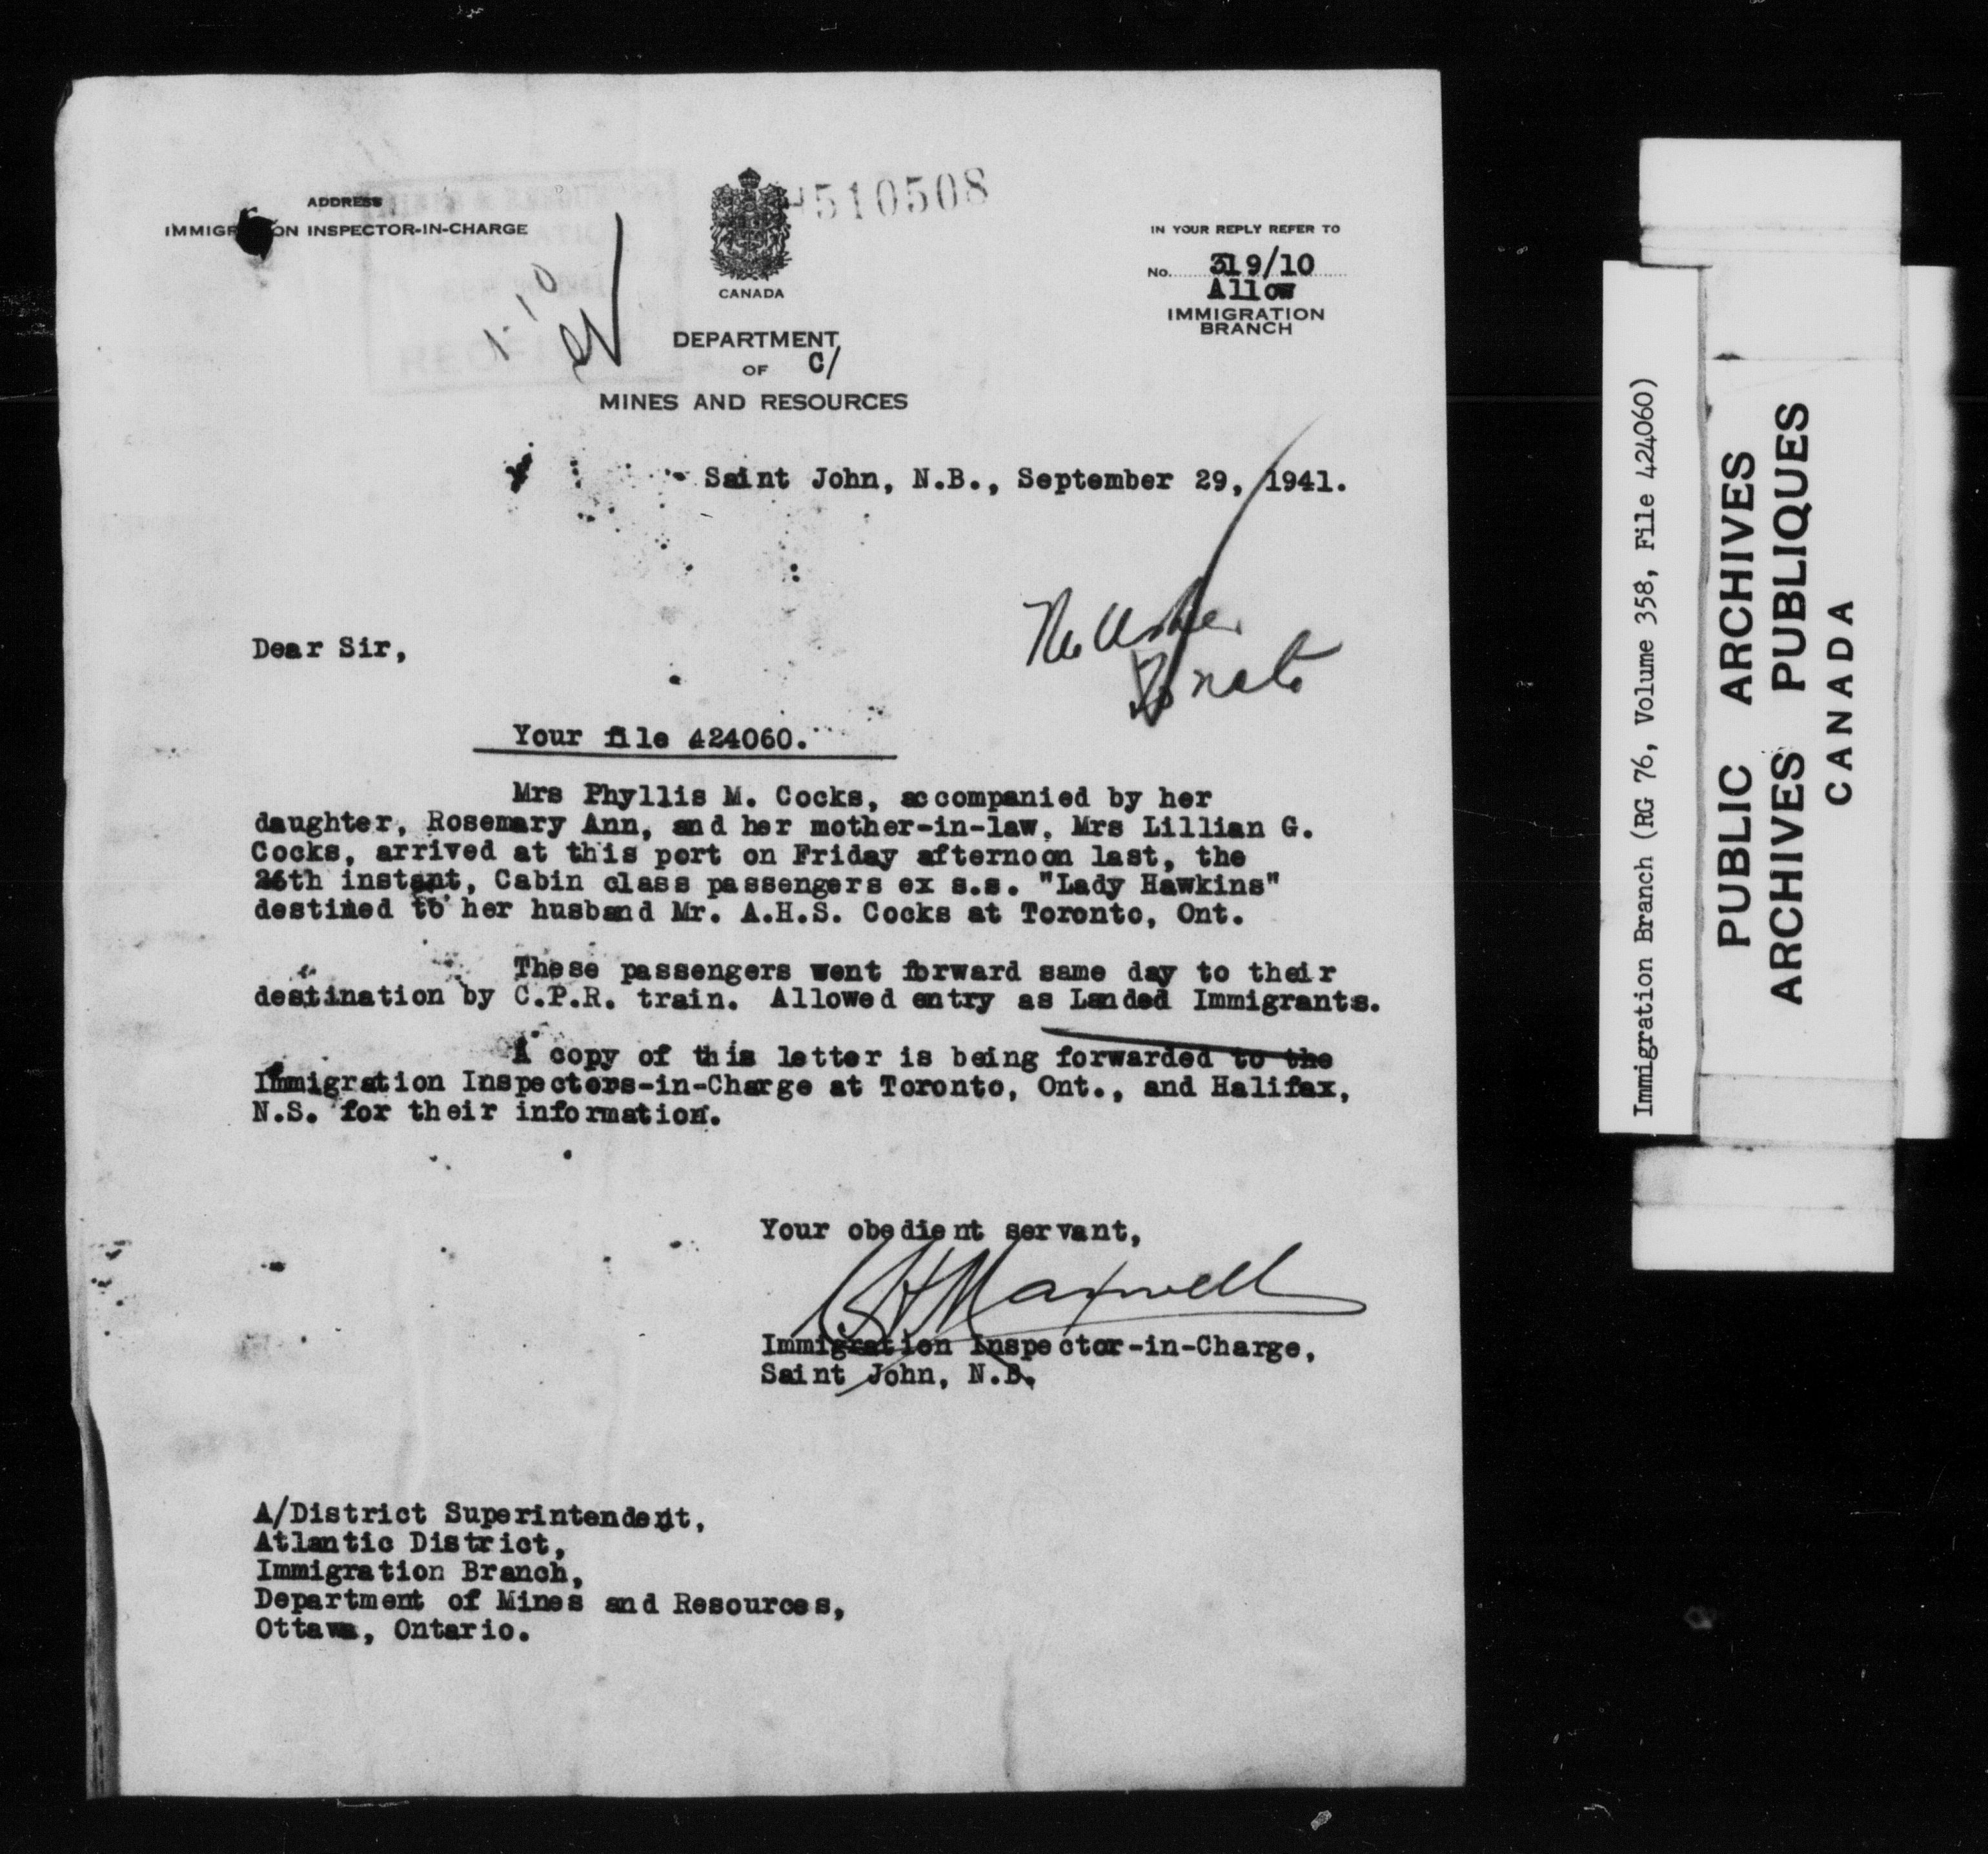 ADDRESS
IMMIGR ON INSPECTOR-IN-CHARGE
510508
CANADA
DEPARTMENT
OF C/
MINES AND RESOURCES
IN YOUR REPLY REFER TO
No. 319/10
Allow
IMMIGRATION
BRANCH
Saint John, N.B., September 29, 1941.
Dear Sir,
Your file 424060.
Mrs Phyllis M. Cocks, accompanied by her
daughter, Rosemary Ann, and her mother-in-law, Mrs Lillian G.
Cocks, arrived at this port on Friday afternoon last, the
26th instant, Cabin class passengers ex s.s. "Lady Hawkins"
destined to her husband Mr. A.H.S. Cocks at Toronto, Ont.
These passengers went forward same day to their
destination by C.P.R. train. Allowed entry as Landed Immigrants.
A copy of this letter is being forwarded to the
Immigration Inspectors-in-Charge at Toronto, Ont., and Halifax,
N.S. for their information.
Your obedient servant,
Maxwell
Immigration Inspector-in-Charge,
Saint John, N.B.
A/District Superintendent,
Atlantic District,
Immigration Branch,
Department of Mines and Resources,
Ottawa, Ontario.
Immigration Branch (RG 76, Volume 358, File 424060)
PUBLIC ARCHIVES
ARCHIVES PUBLIQUES
CANADA